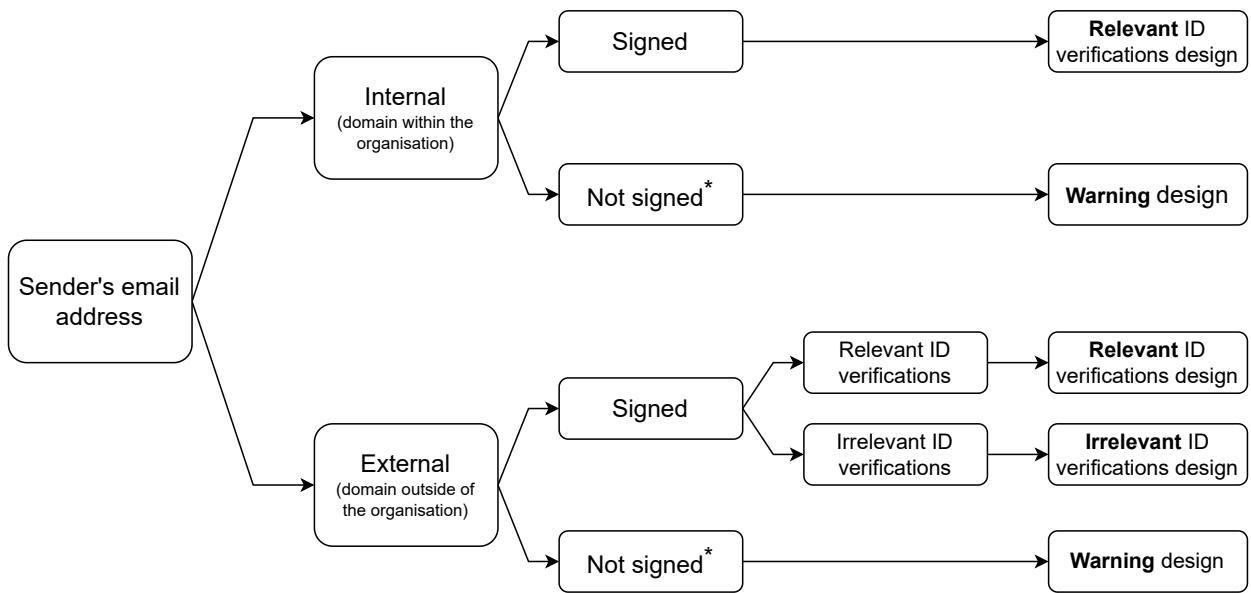 Sender's email
address
Internal
(domain within the
organisation)
Signed
Relevant ID
verifications design
Not signed*
Warning design
External
(domain outside of
the organisation)
Signed
Relevant ID
verifications
Relevant ID
verifications design
Irrelevant ID
verifications
Irrelevant ID
verifications design
Not signed*
Warning design